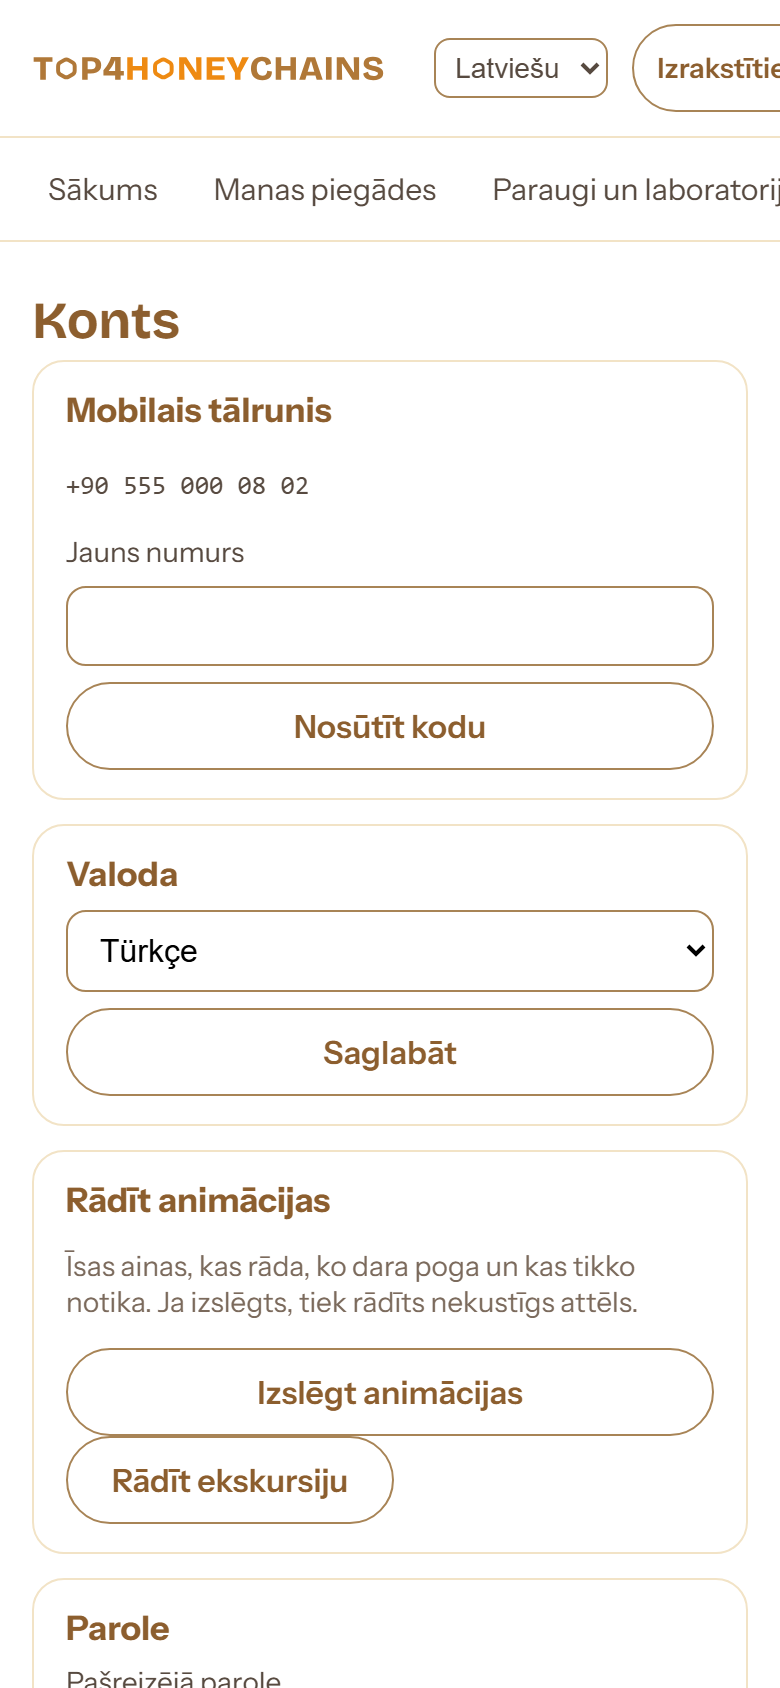 TOP4HONEYCHAINS
Latviešu
Izrakstītie
Sākums
Manas piegādes
Paraugi un laboratorij
Konts
Mobilais tālrunis
+90 555 000 08 02
Jauns numurs
Nosūtīt kodu
Valoda
Türkçe
Saglabāt
Rādīt animācijas
Īsas ainas, kas rāda, ko dara poga un kas tikko
notika. Ja izslēgts, tiek rādīts nekustīgs attēls.
Izslēgt animācijas
Rādīt ekskursiju
Parole
Pašreizējā parole